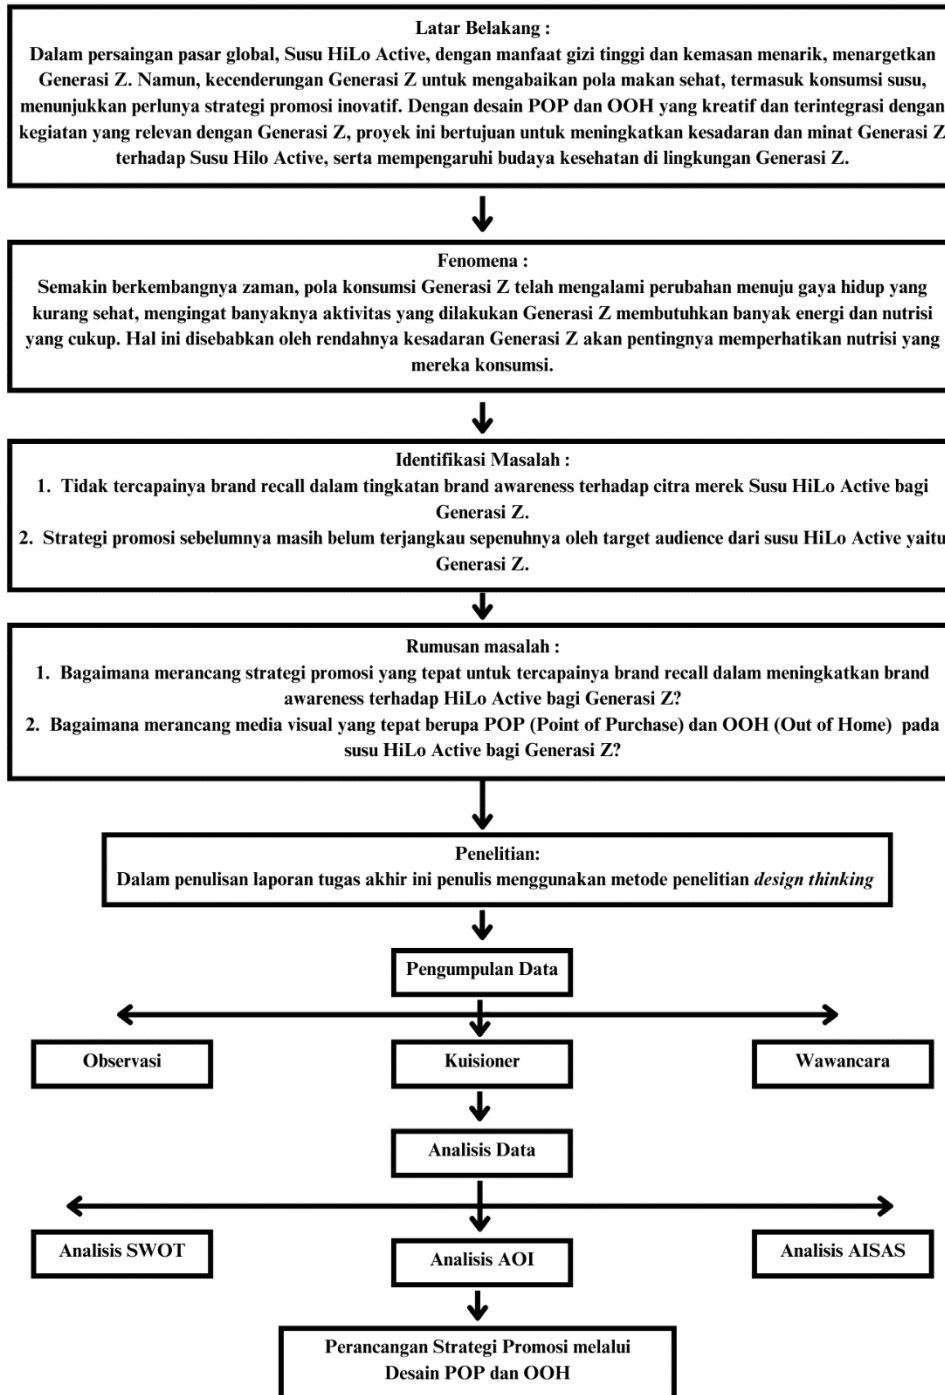 Latar Belakang :
Dalam persaingan pasar global, Susu HiLo Active, dengan manfaat gizi tinggi dan kemasan menarik, menargetkan
Generasi Z. Namun, kecenderungan Generasi Z untuk mengabaikan pola makan sehat, termasuk konsumsi susu,
menunjukkan perlunya strategi promosi inovatif. Dengan desain POP dan OOH yang kreatif dan terintegrasi dengan
kegiatan yang relevan dengan Generasi Z, proyek ini bertujuan untuk meningkatkan kesadaran dan minat Generasi Z
terhadap Susu Hilo Active, serta mempengaruhi budaya kesehatan di lingkungan Generasi Z.
Fenomena :
Semakin berkembangnya zaman, pola konsumsi Generasi Z telah mengalami perubahan menuju gaya hidup yang
kurang sehat, mengingat banyaknya aktivitas yang dilakukan Generasi Z membutuhkan banyak energi dan nutrisi
yang cukup. Hal ini disebabkan oleh rendahnya kesadaran Generasi Z akan pentingnya memperhatikan nutrisi yang
mereka konsumsi.
Identifikasi Masalah :
1. Tidak tercapainya brand recall dalam tingkatan brand awareness terhadap citra merek Susu HiLo Active bagi
Generasi Z.
2. Strategi promosi sebelumnya masih belum terjangkau sepenuhnya oleh target audience dari susu HiLo Active yaitu
Generasi Z.
Rumusan masalah :
1. Bagaimana merancang strategi promosi yang tepat untuk tercapainya brand recall dalam meningkatkan brand
awareness terhadap HiLo Active bagi Generasi Z?
2. Bagaimana merancang media visual yang tepat berupa POP (Point of Purchase) dan OOH (Out of Home) pada
susu HiLo Active bagi Generasi Z?
Penelitian:
Dalam penulisan laporan tugas akhir ini penulis menggunakan metode penelitian design thinking
Pengumpulan Data
Observasi
Kuisioner
Wawancara
Analisis Data
Analisis SWOT
Analisis AOI
Analisis AISAS
Perancangan Strategi Promosi melalui
Desain POP dan OOH